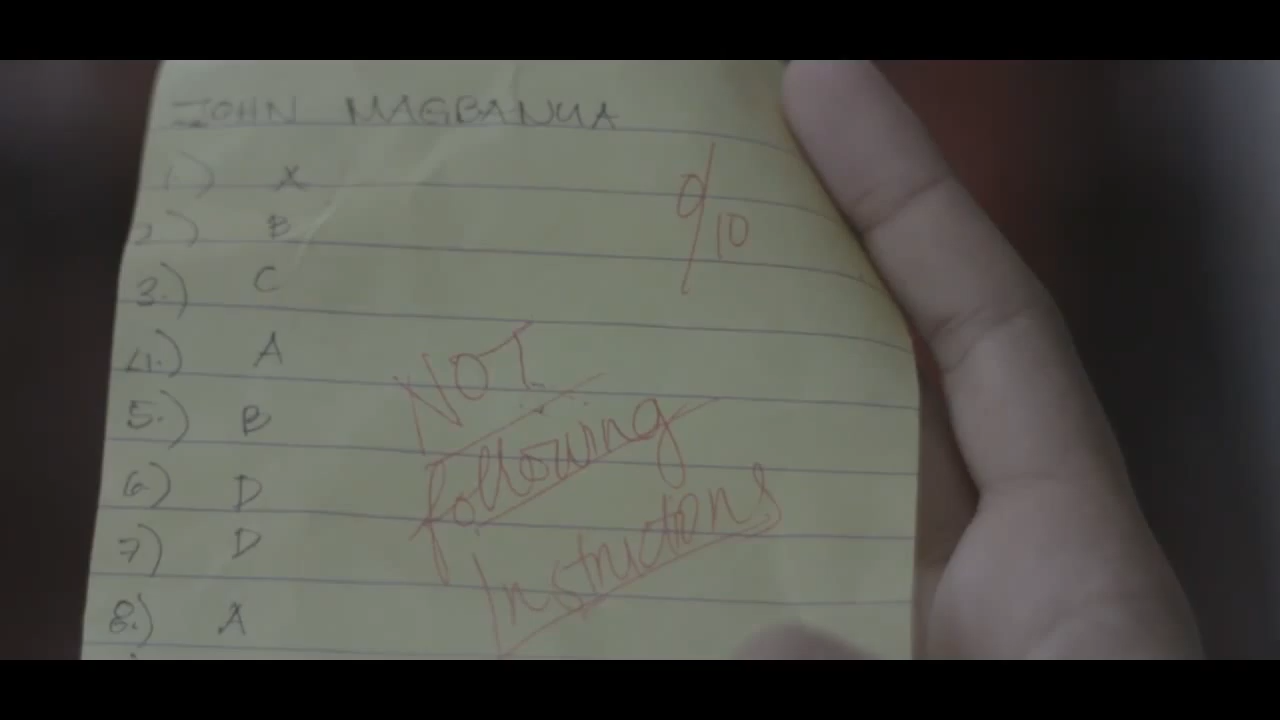 JOHN MAGBANUA
1.) X
2.) B
3.) C
4.) A
5.) B
6.) D
7.) D
8.) A
0/10
NOT
following
Instructions